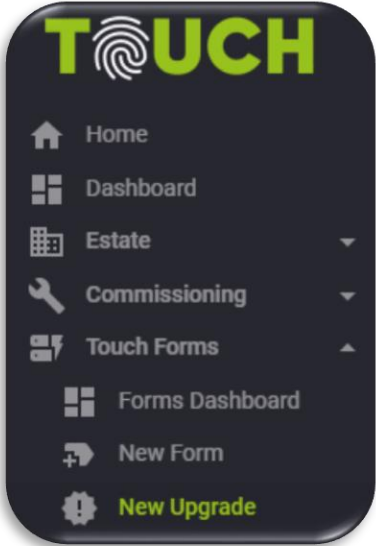 TOUCH
Home
Dashboard
Estate
Commissioning
Touch Forms
Forms Dashboard
New Form
New Upgrade